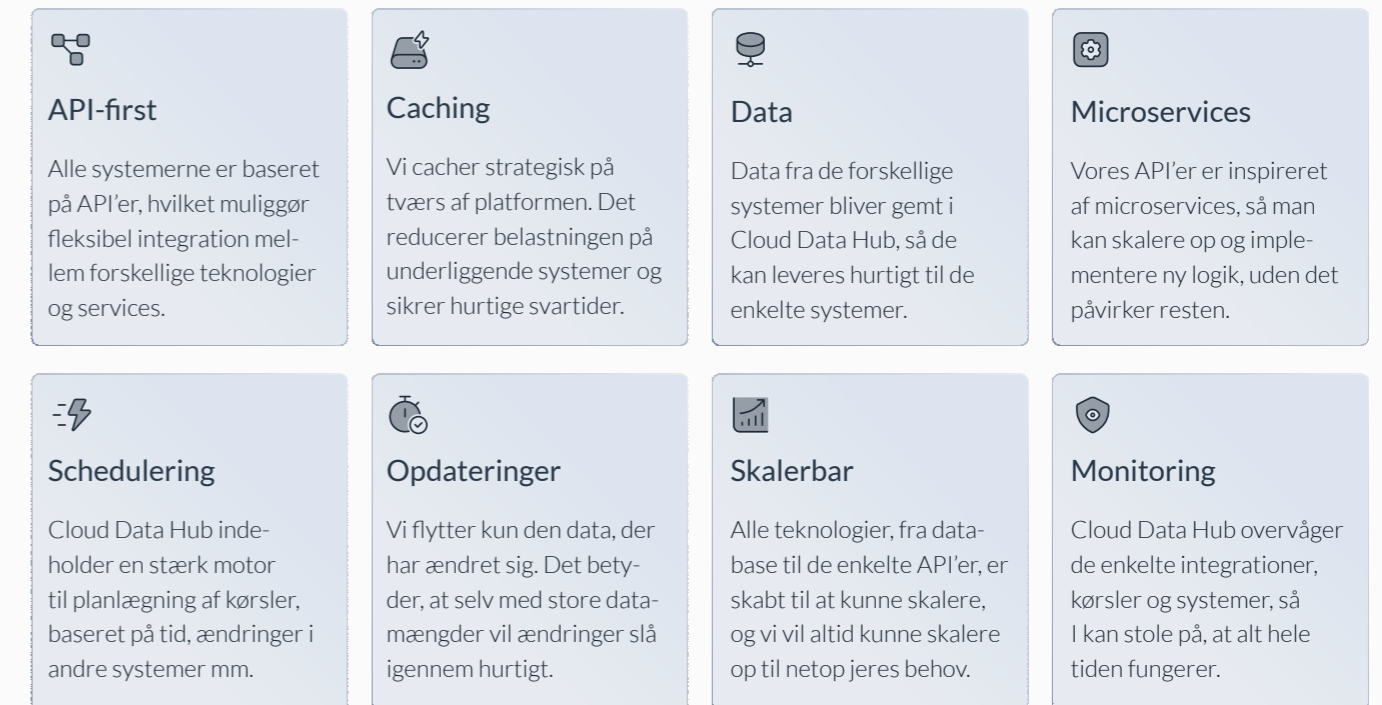 API-first
Alle systemerne er baseret
på API’er, hvilket muliggør
fleksibel integration mel-
lem forskellige teknologier
og services.
Caching
Vi cacher strategisk på
tværs af platformen. Det
reducerer belastningen på
underliggende systemer og
sikrer hurtige svartider.
Data
Data fra de forskellige
systemer bliver gemt i
Cloud Data Hub, så de
kan leveres hurtigt til de
enkelte systemer.
Microservices
Vores API’er er inspireret
af microservices, så man
kan skalere op og imple-
mentere ny logik, uden det
påvirker resten.
Schedulering
Cloud Data Hub inde-
holder en stærk motor
til planlægning af kørsler,
baseret på tid, ændringer i
andre systemer mm.
Opdateringer
Vi flytter kun den data, der
har ændret sig. Det bety-
der, at selv med store data-
mængder vil ændringer slå
igennem hurtigt.
Skalerbar
Alle teknologier, fra data-
base til de enkelte API’er, er
skabt til at kunne skalere,
og vi vil altid kunne skalere
op til netop jeres behov.
Monitoring
Cloud Data Hub overvåger
de enkelte integrationer,
kørsler og systemer, så
I kan stole på, at alt hele
tiden fungerer.